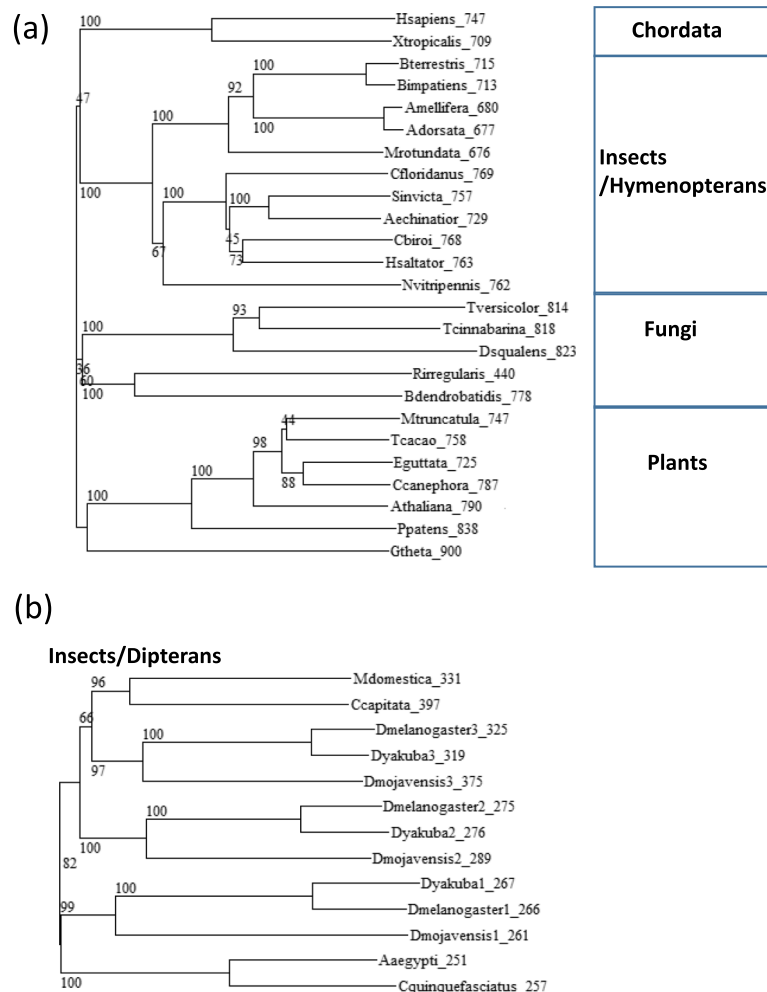 (a)
100
Hsapiens_747
Xtropicalis_709
Chordata
47
100
100
92
100
Bterrestris_715
Bimpatiens_713
100
Amellifera_680
Adorsata_677
Mrotundata_676
Insects
/Hymenopterans
67
100
Cfloridanus_769
100
Sinvicta_757
Aechinatior_729
45
73
Cbiroi_768
Hsaltator_763
Nvitripennis_762
100
93
Tversicolor_814
Tcinnabarina_818
Dsqualens_823
Fungi
36
60
100
Rirregularis_440
Bdendrobatidis_778
44
Mtruncatula_747
Tcacao_758
98
88
Eguttata_725
Ccanephora_787
100
Athaliana_790
100
Ppatens_838
Gtheta_900
Plants
(b)
Insects/Dipterans
96
Mdomestica_331
Ccapitata_397
66
100
Dmelanogaster3_325
Dyakuba3_319
97
Dmojavensis3_375
100
Dmelanogaster2_275
Dyakuba2_276
100
Dmojavensis2_289
82
100
Dyakuba1_267
Dmelanogaster1_266
99
Dmojavensis1_261
Aaegypti_251
100
Cquinquefasciatus_257